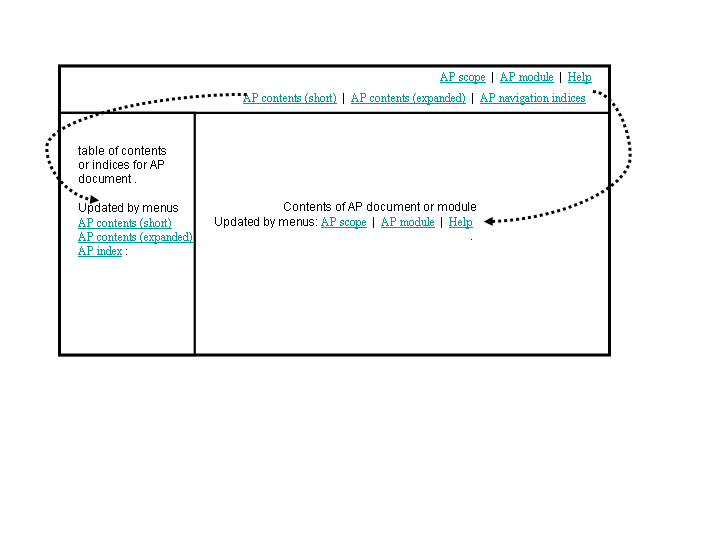 AP scope | AP module | Help
AP contents (short) | AP contents (expanded) | AP navigation indices
table of contents
or indices for AP
document .
Updated by menus
AP contents (short)
AP contents (expanded)
AP index :
Contents of AP document or module
Updated by menus: AP scope | AP module | Help
.